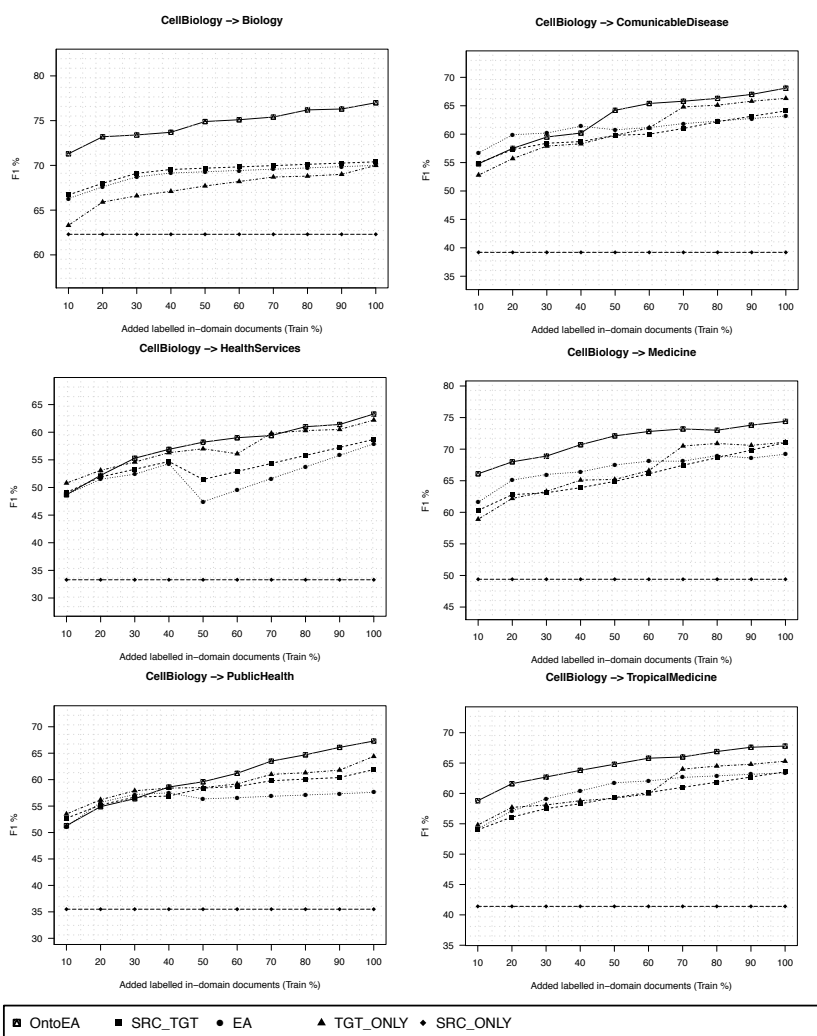 CellBiology −> Biology
80
75
70
65
60
F1 %
10 20 30 40 50 60 70 80 90 100
Added labelled in−domain documents (Train %)
CellBiology −> ComunicableDisease
70
65
60
55
50
45
40
35
F1 %
10 20 30 40 50 60 70 80 90 100
Added labelled in−domain documents (Train %)
CellBiology −> HealthServices
65
60
55
50
45
40
35
30
F1 %
10 20 30 40 50 60 70 80 90 100
Added labelled in−domain documents (Train %)
CellBiology −> Medicine
80
75
70
65
60
55
50
45
F1 %
10 20 30 40 50 60 70 80 90 100
Added labelled in−domain documents (Train %)
CellBiology −> PublicHealth
70
65
60
55
50
45
40
35
30
F1 %
10 20 30 40 50 60 70 80 90 100
Added labelled in−domain documents (Train %)
CellBiology −> TropicalMedicine
70
65
60
55
50
45
40
35
F1 %
10 20 30 40 50 60 70 80 90 100
Added labelled in−domain documents (Train %)
OntoEA SRC_TGT EA TGT_ONLY SRC_ONLY